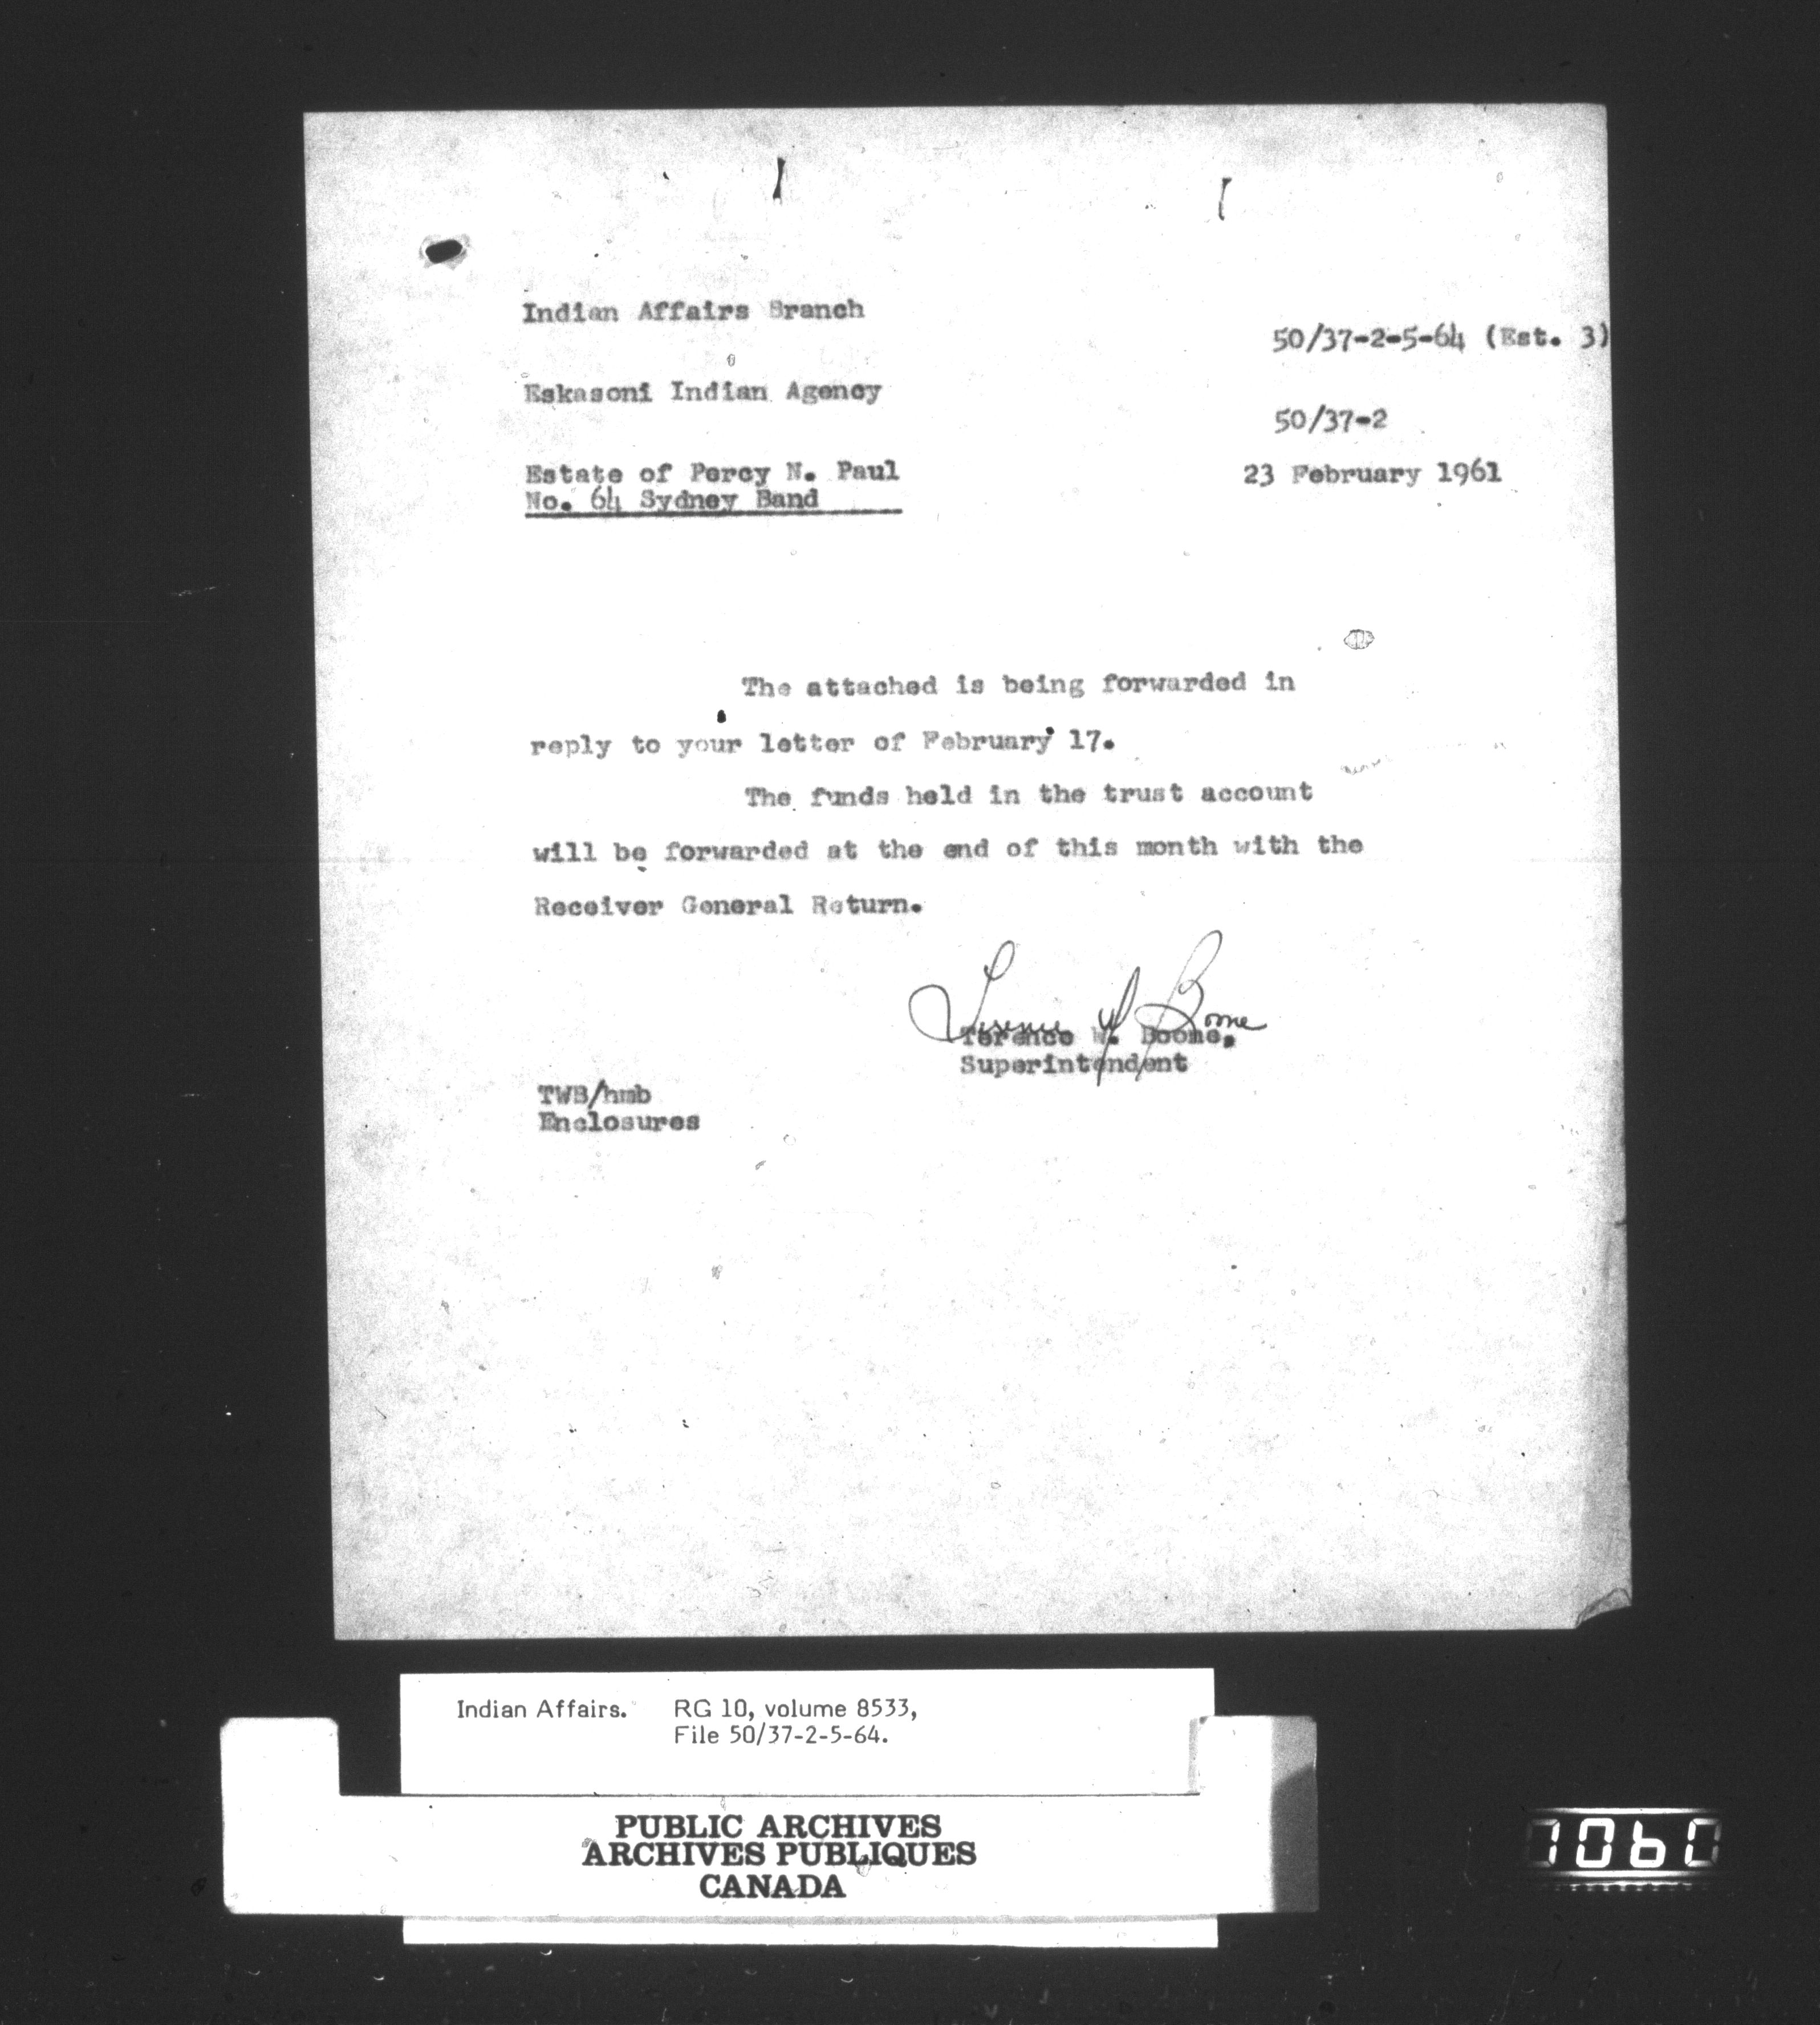 Indian Affairs Branch
50/37-2-5-64 (Est. 3)
Eskasoni Indian Agency
50/37-2
Estate of Percy N. Paul
23 February 1961
No. 64 Sydney Band
The attached is being forwarded in
reply to your letter of February 17.
The funds held in the trust account
will be forwarded at the end of this month with the
Receiver General Return.
Terence W Boone
Terence W. Boone,
Superintendent
TWB/hmb
Enclosures
Indian Affairs. RG 10, volume 8533,
File 50/37-2-5-64.
PUBLIC ARCHIVES
ARCHIVES PUBLIQUES
CANADA